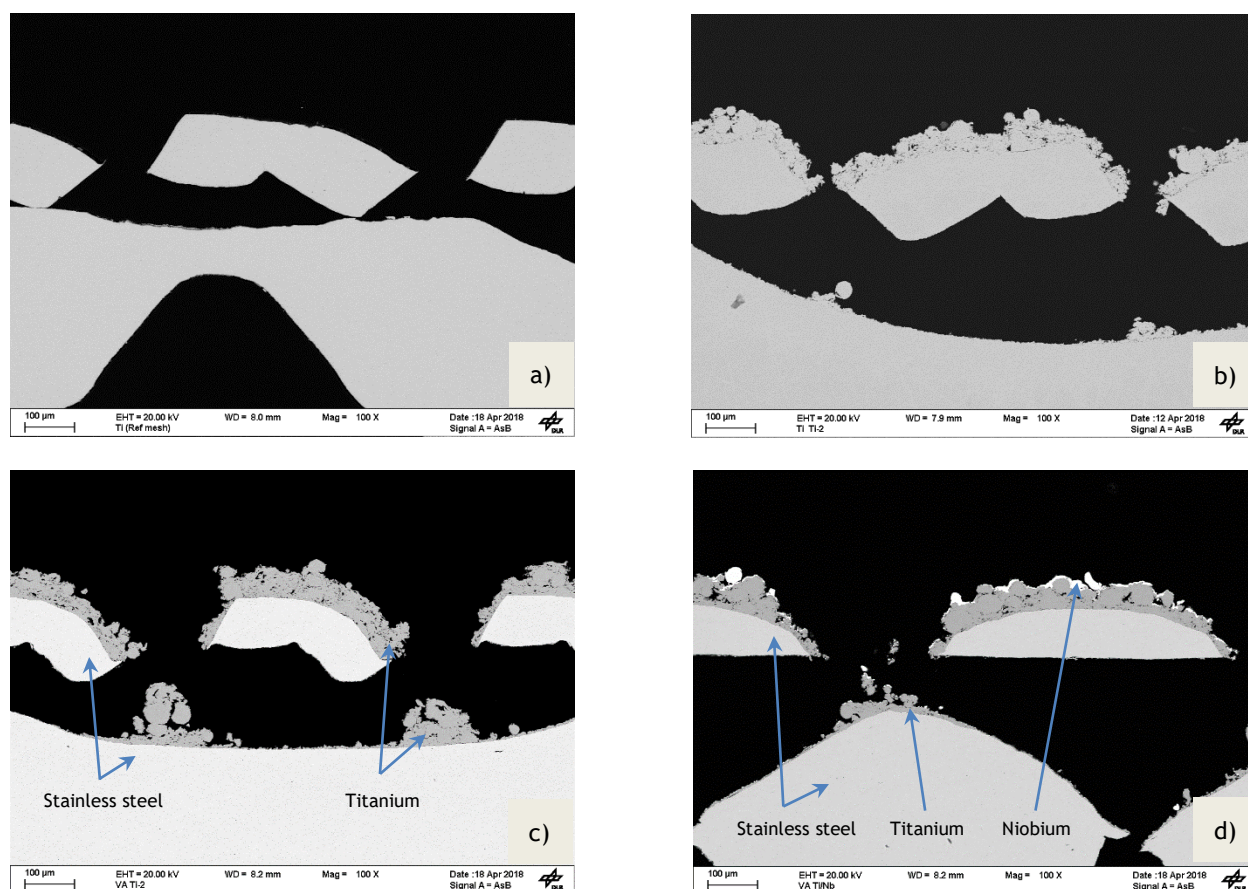 a)
100 µm EHT = 20.00 kV WD = 8.0 mm Mag = 100 X Date :18 Apr 2018
Ti (Ref mesh) Signal A = AsB DLR
b)
100 µm EHT = 20.00 kV WD = 7.9 mm Mag = 100 X Date :12 Apr 2018
TI TI-2 Signal A = AsB DLR
Stainless steel Titanium
c)
100 µm EHT = 20.00 kV WD = 8.2 mm Mag = 100 X Date :18 Apr 2018
VA TI-2 Signal A = AsB DLR
Stainless steel Titanium Niobium
d)
100 µm EHT = 20.00 kV WD = 8.2 mm Mag = 100 X Date :18 Apr 2018
VA TI/Nb Signal A = AsB DLR